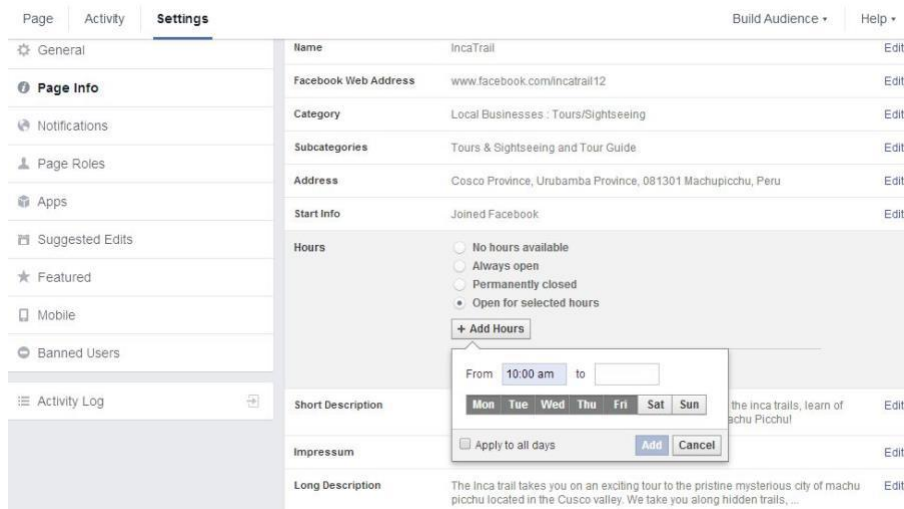 Page Activity Settings Build Audience Help
General
Page Info
Notifications
Page Roles
Apps
Suggested Edits
Featured
Mobile
Banned Users
Activity Log
Name IncaTrail Edit
Facebook Web Address www.facebook.com/incatrail12 Edit
Category Local Businesses : Tours/Sightseeing Edit
Subcategories Tours & Sightseeing and Tour Guide Edit
Address Cosco Province, Urubamba Province, 081301 Machupicchu, Peru Edit
Start Info Joined Facebook Edit
Hours No hours available
Always open
Permanently closed
Open for selected hours
+ Add Hours
From 10:00 am to
Mon Tue Wed Thu Fri Sat Sun
Apply to all days Add Cancel
Short Description the inca trails, learn of Edit
achu Picchu!
Impressum Edit
Long Description The Inca trail takes you on an exciting tour to the pristine mysterious city of machu Edit
picchu located in the Cusco valley. We take you along hidden trails, ...